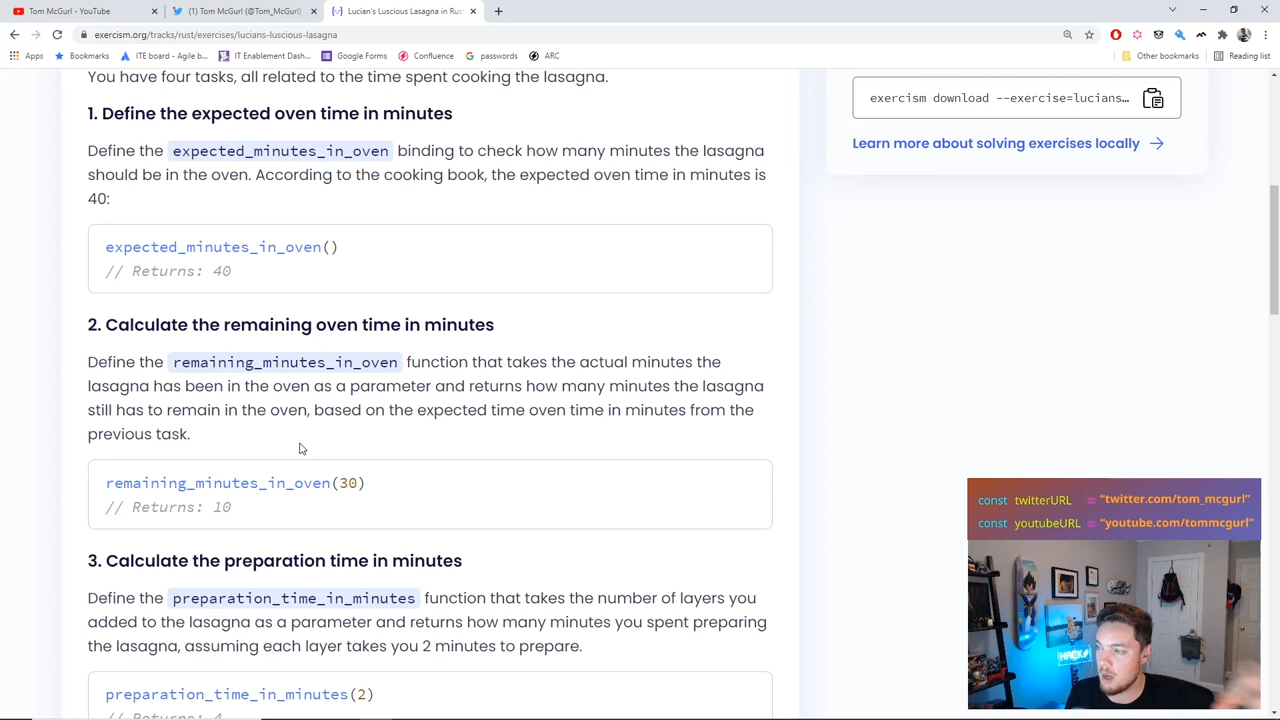 Tom McGurl - YouTube
(1) Tom McGurl (@Tom_McGurl)
Lucian's Luscious Lasagna in Rus
exercism.org/tracks/rust/exercises/lucians-luscious-lasagna
Apps
Bookmarks
ITE board - Agile b...
IT Enablement Dash...
Google Forms
Confluence
passwords
ARC
Other bookmarks
Reading list
You have four tasks, all related to the time spent cooking the lasagna.
1. Define the expected oven time in minutes
Define the expected_minutes_in_oven binding to check how many minutes the lasagna
should be in the oven. According to the cooking book, the expected oven time in minutes is
40:
expected_minutes_in_oven()
// Returns: 40
2. Calculate the remaining oven time in minutes
Define the remaining_minutes_in_oven function that takes the actual minutes the
lasagna has been in the oven as a parameter and returns how many minutes the lasagna
still has to remain in the oven, based on the expected time oven time in minutes from the
previous task.
remaining_minutes_in_oven(30)
// Returns: 10
3. Calculate the preparation time in minutes
Define the preparation_time_in_minutes function that takes the number of layers you
added to the lasagna as a parameter and returns how many minutes you spent preparing
the lasagna, assuming each layer takes you 2 minutes to prepare.
preparation_time_in_minutes(2)
// Returns: 4
exercism download --exercise=lucians…
Learn more about solving exercises locally
const twitterURL = "twitter.com/tom_mcgurl"
const youtubeURL = "youtube.com/tommcgurl"
HACK